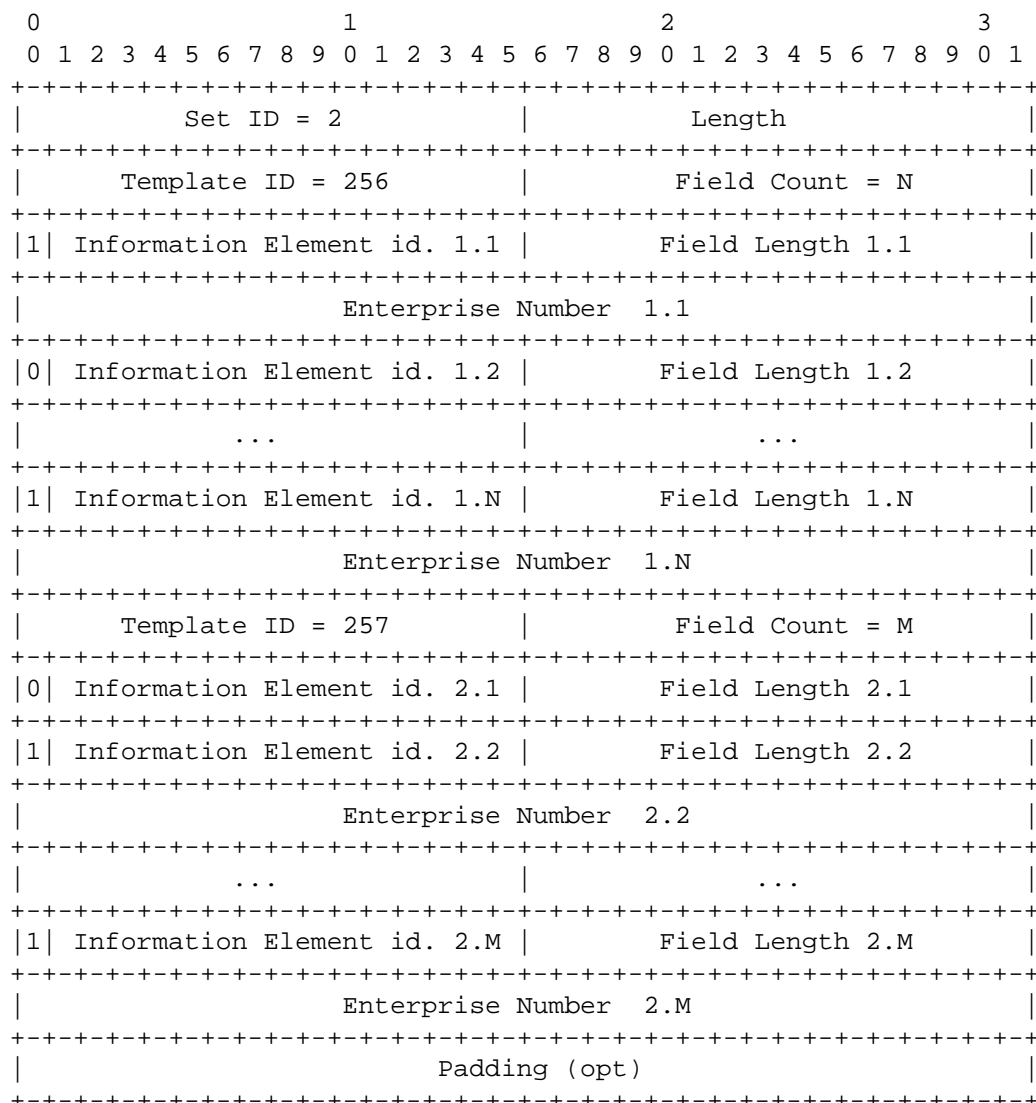 0                   1                   2                   3
 0 1 2 3 4 5 6 7 8 9 0 1 2 3 4 5 6 7 8 9 0 1 2 3 4 5 6 7 8 9 0 1
+-+-+-+-+-+-+-+-+-+-+-+-+-+-+-+-+-+-+-+-+-+-+-+-+-+-+-+-+-+-+-+-+
|          Set ID = 2           |          Length               |
+-+-+-+-+-+-+-+-+-+-+-+-+-+-+-+-+-+-+-+-+-+-+-+-+-+-+-+-+-+-+-+-+
|      Template ID = 256        |         Field Count = N       |
+-+-+-+-+-+-+-+-+-+-+-+-+-+-+-+-+-+-+-+-+-+-+-+-+-+-+-+-+-+-+-+-+
|1| Information Element id. 1.1 |        Field Length 1.1       |
+-+-+-+-+-+-+-+-+-+-+-+-+-+-+-+-+-+-+-+-+-+-+-+-+-+-+-+-+-+-+-+-+
|                    Enterprise Number  1.1                     |
+-+-+-+-+-+-+-+-+-+-+-+-+-+-+-+-+-+-+-+-+-+-+-+-+-+-+-+-+-+-+-+-+
|0| Information Element id. 1.2 |        Field Length 1.2       |
+-+-+-+-+-+-+-+-+-+-+-+-+-+-+-+-+-+-+-+-+-+-+-+-+-+-+-+-+-+-+-+-+
|             ...               |              ...              |
+-+-+-+-+-+-+-+-+-+-+-+-+-+-+-+-+-+-+-+-+-+-+-+-+-+-+-+-+-+-+-+-+
|1| Information Element id. 1.N |        Field Length 1.N       |
+-+-+-+-+-+-+-+-+-+-+-+-+-+-+-+-+-+-+-+-+-+-+-+-+-+-+-+-+-+-+-+-+
|                    Enterprise Number  1.N                     |
+-+-+-+-+-+-+-+-+-+-+-+-+-+-+-+-+-+-+-+-+-+-+-+-+-+-+-+-+-+-+-+-+
|      Template ID = 257        |         Field Count = M       |
+-+-+-+-+-+-+-+-+-+-+-+-+-+-+-+-+-+-+-+-+-+-+-+-+-+-+-+-+-+-+-+-+
|0| Information Element id. 2.1 |        Field Length 2.1       |
+-+-+-+-+-+-+-+-+-+-+-+-+-+-+-+-+-+-+-+-+-+-+-+-+-+-+-+-+-+-+-+-+
|1| Information Element id. 2.2 |        Field Length 2.2       |
+-+-+-+-+-+-+-+-+-+-+-+-+-+-+-+-+-+-+-+-+-+-+-+-+-+-+-+-+-+-+-+-+
|                    Enterprise Number  2.2                     |
+-+-+-+-+-+-+-+-+-+-+-+-+-+-+-+-+-+-+-+-+-+-+-+-+-+-+-+-+-+-+-+-+
|             ...               |              ...              |
+-+-+-+-+-+-+-+-+-+-+-+-+-+-+-+-+-+-+-+-+-+-+-+-+-+-+-+-+-+-+-+-+
|1| Information Element id. 2.M |        Field Length 2.M       |
+-+-+-+-+-+-+-+-+-+-+-+-+-+-+-+-+-+-+-+-+-+-+-+-+-+-+-+-+-+-+-+-+
|                    Enterprise Number  2.M                     |
+-+-+-+-+-+-+-+-+-+-+-+-+-+-+-+-+-+-+-+-+-+-+-+-+-+-+-+-+-+-+-+-+
|                          Padding (opt)                        |
+-+-+-+-+-+-+-+-+-+-+-+-+-+-+-+-+-+-+-+-+-+-+-+-+-+-+-+-+-+-+-+-+